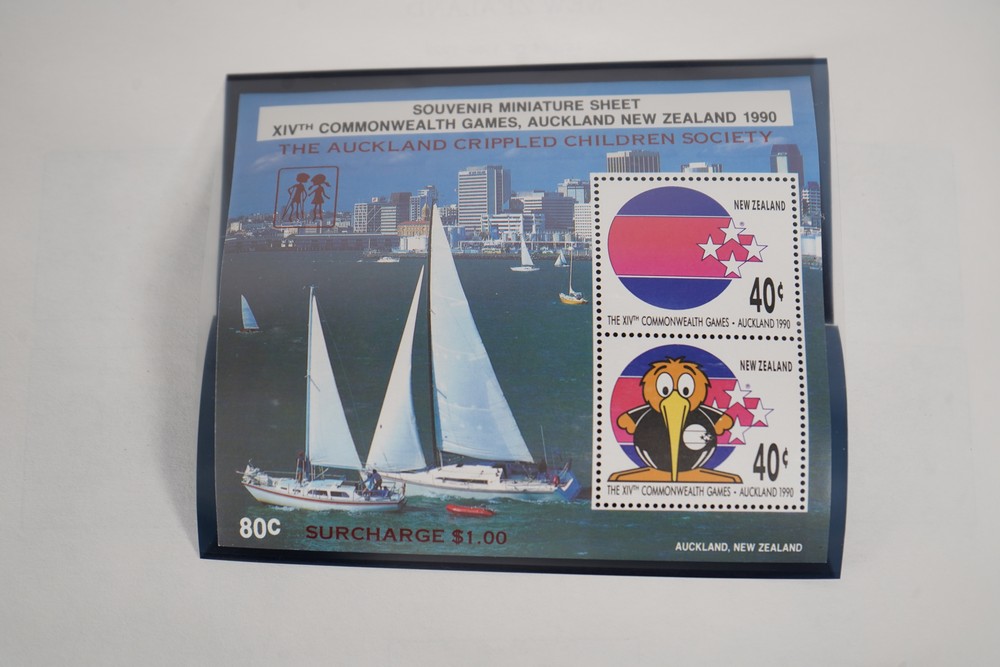 SOUVENIR MINIATURE SHEET
XIVTH COMMONWEALTH GAMES, AUCKLAND NEW ZEALAND 1990
THE AUCKLAND CRIPPLED CHILDREN SOCIETY
NEW ZEALAND
40¢
THE XIVTH COMMONWEALTH GAMES - AUCKLAND 1990
NEW ZEALAND
40¢
THE XIVTH COMMONWEALTH GAMES - AUCKLAND 1990
80c
SURCHARGE $1.00
AUCKLAND, NEW ZEALAND